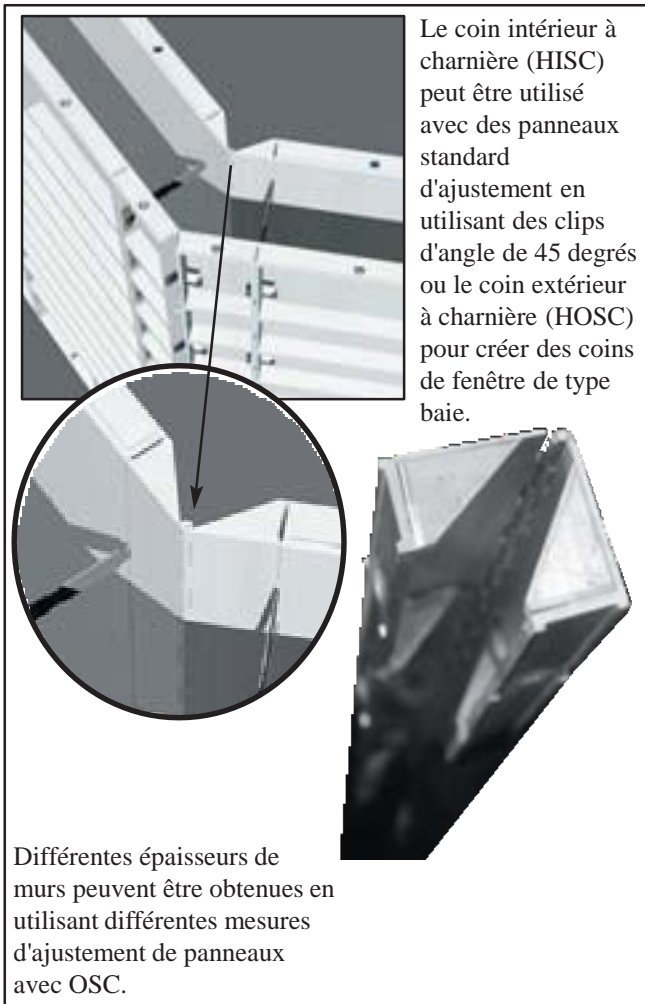 Le coin intérieur à
charnière (HISC)
peut être utilisé
avec des panneaux
standard
d'ajustement en
utilisant des clips
d'angle de 45 degrés
ou le coin extérieur
à charnière (HOSC)
pour créer des coins
de fenêtre de type
baie.
Différentes épaisseurs de
murs peuvent être obtenues en
utilisant différentes mesures
d'ajustement de panneaux
avec OSC.